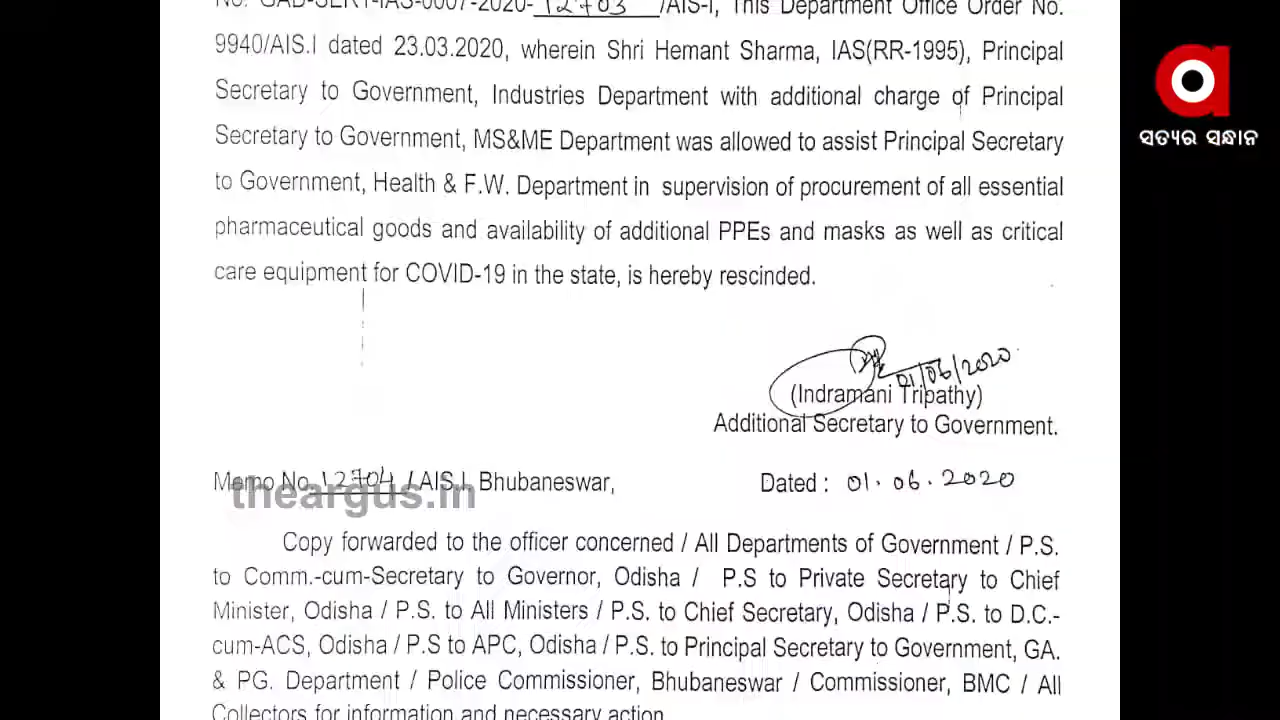 No. GAD-SER1-IAS-0007-2020-12703/AIS-I, This Department Office Order No.
9940/AIS.I dated 23.03.2020, wherein Shri Hemant Sharma, IAS(RR-1995), Principal
Secretary to Government, Industries Department with additional charge of Principal
Secretary to Government, MS&ME Department was allowed to assist Principal Secretary
to Government, Health & F.W. Department in supervision of procurement of all essential
pharmaceutical goods and availability of additional PPEs and masks as well as critical
care equipment for COVID-19 in the state, is hereby rescinded.
01/06/2020
(Indramani Tripathy)
Additional Secretary to Government.
Memo No. 12704 /AIS.I, Bhubaneswar, Dated : 01.06.2020
theargus.in
Copy forwarded to the officer concerned / All Departments of Government / P.S.
to Comm.-cum-Secretary to Governor, Odisha / P.S to Private Secretary to Chief
Minister, Odisha / P.S. to All Ministers / P.S. to Chief Secretary, Odisha / P.S. to D.C.-
cum-ACS, Odisha / P.S to APC, Odisha / P.S. to Principal Secretary to Government, GA.
& PG. Department / Police Commissioner, Bhubaneswar / Commissioner, BMC / All
Collectors for information and necessary action.
ସତ୍ୟର ସନ୍ଧାନ